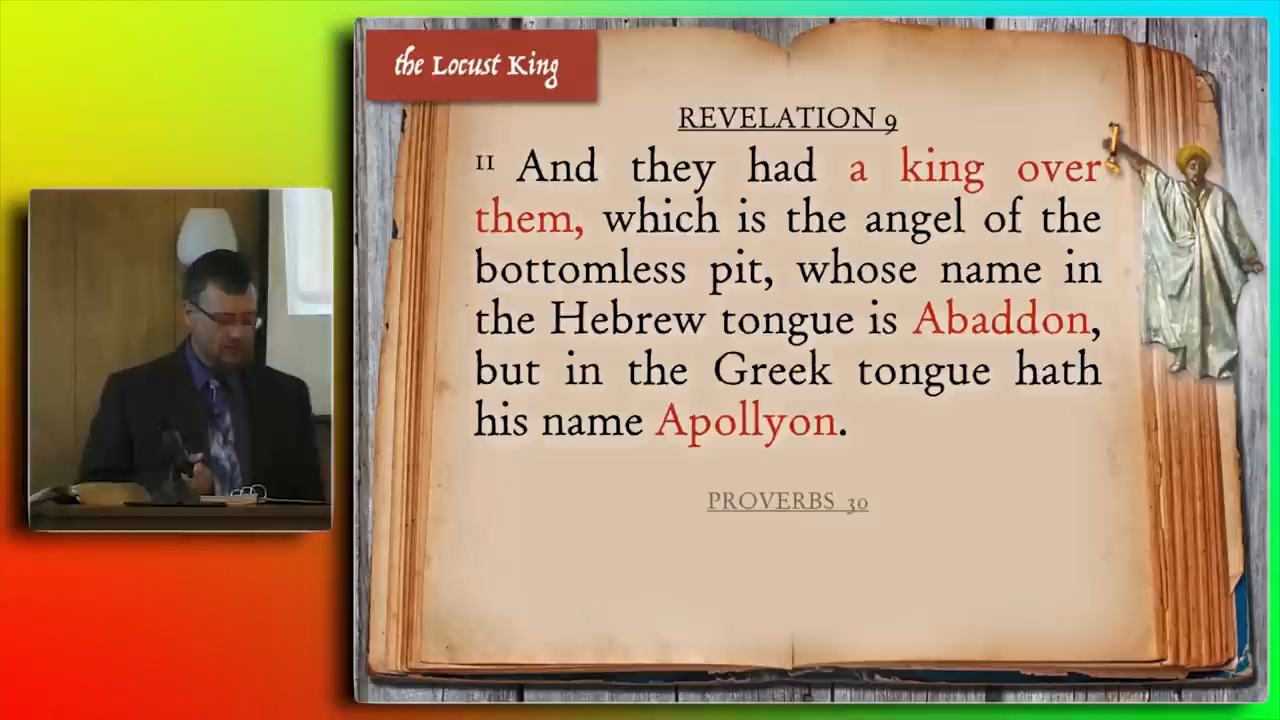 the Locust King
REVELATION 9
11 And they had a king over
them, which is the angel of the
bottomless pit, whose name in
the Hebrew tongue is Abaddon,
but in the Greek tongue hath
his name Apollyon.
PROVERBS 30